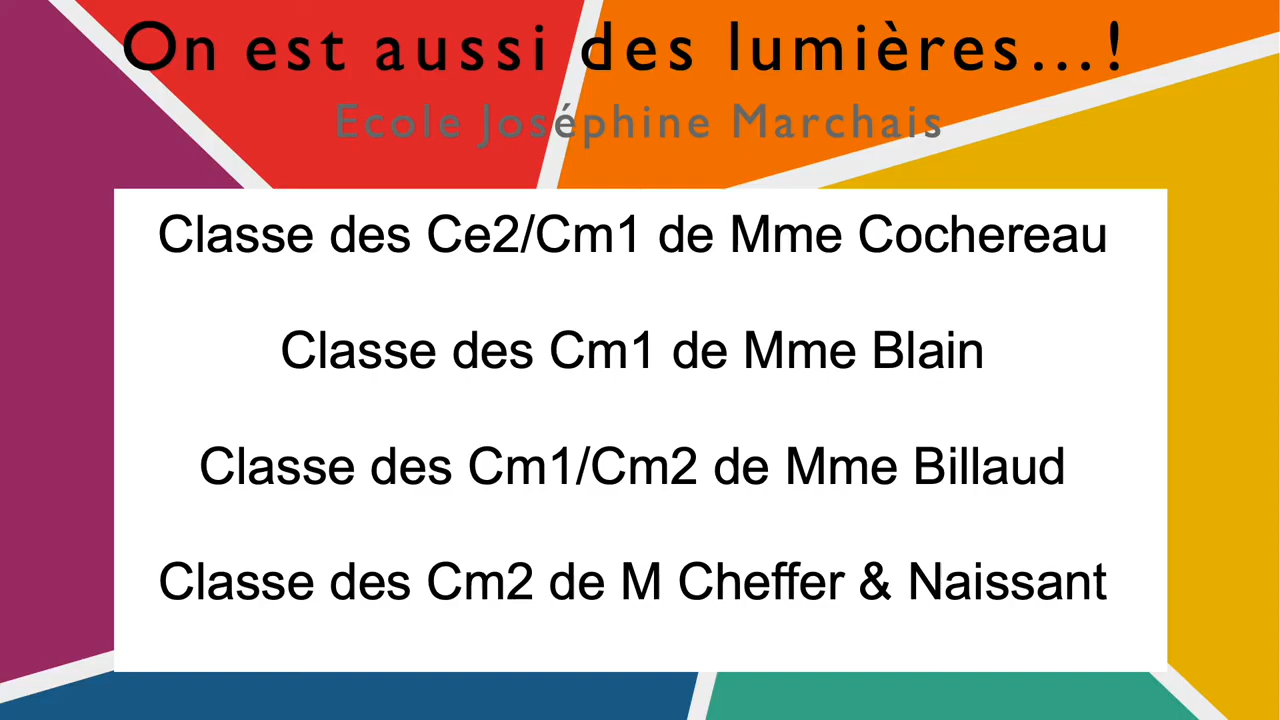 On est aussi des lumières...!
Ecole Joséphine Marchais
Classe des Ce2/Cm1 de Mme Cochereau
Classe des Cm1 de Mme Blain
Classe des Cm1/Cm2 de Mme Billaud
Classe des Cm2 de M Cheffer & Naissant